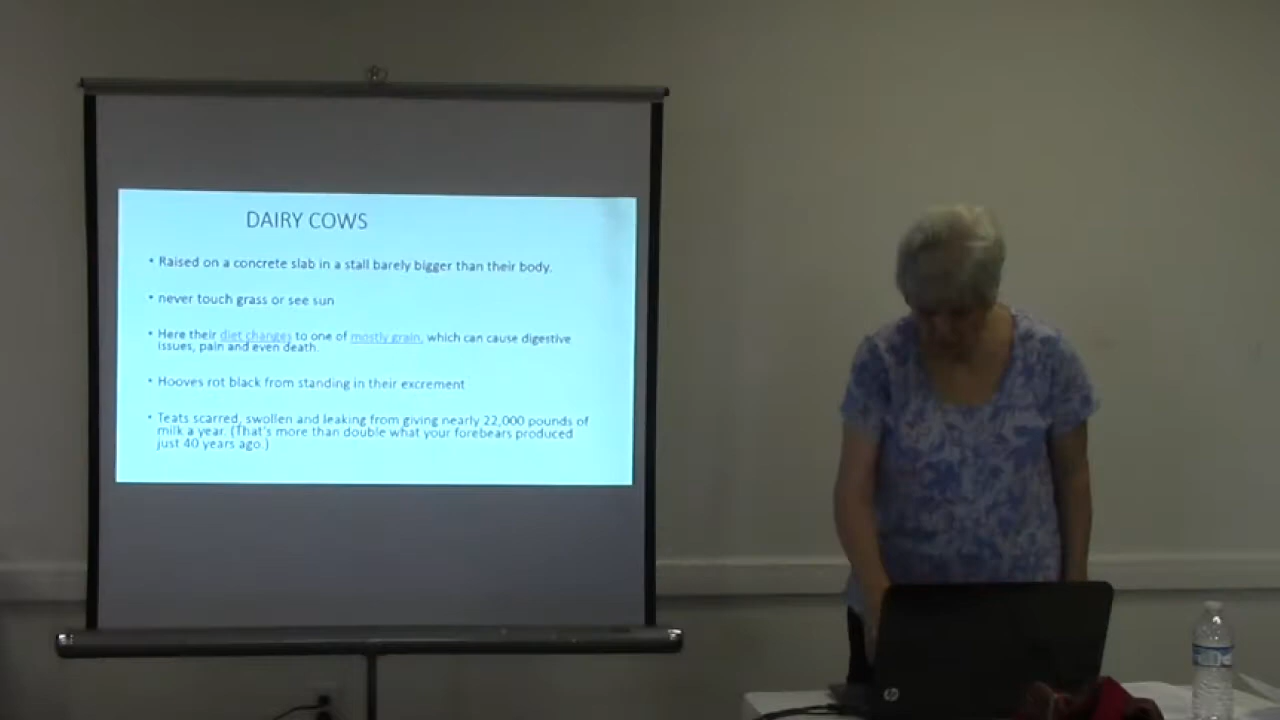 DAIRY COWS
• Raised on a concrete slab in a stall barely bigger than their body.
• never touch grass or see sun
• Here their diet changes to one of mostly grain, which can cause digestive
issues, pain and even death.
• Hooves rot black from standing in their excrement
• Teats scarred, swollen and leaking from giving nearly 22,000 pounds of
milk a year. (That's more than double what your forebears produced
just 40 years ago.)
hp